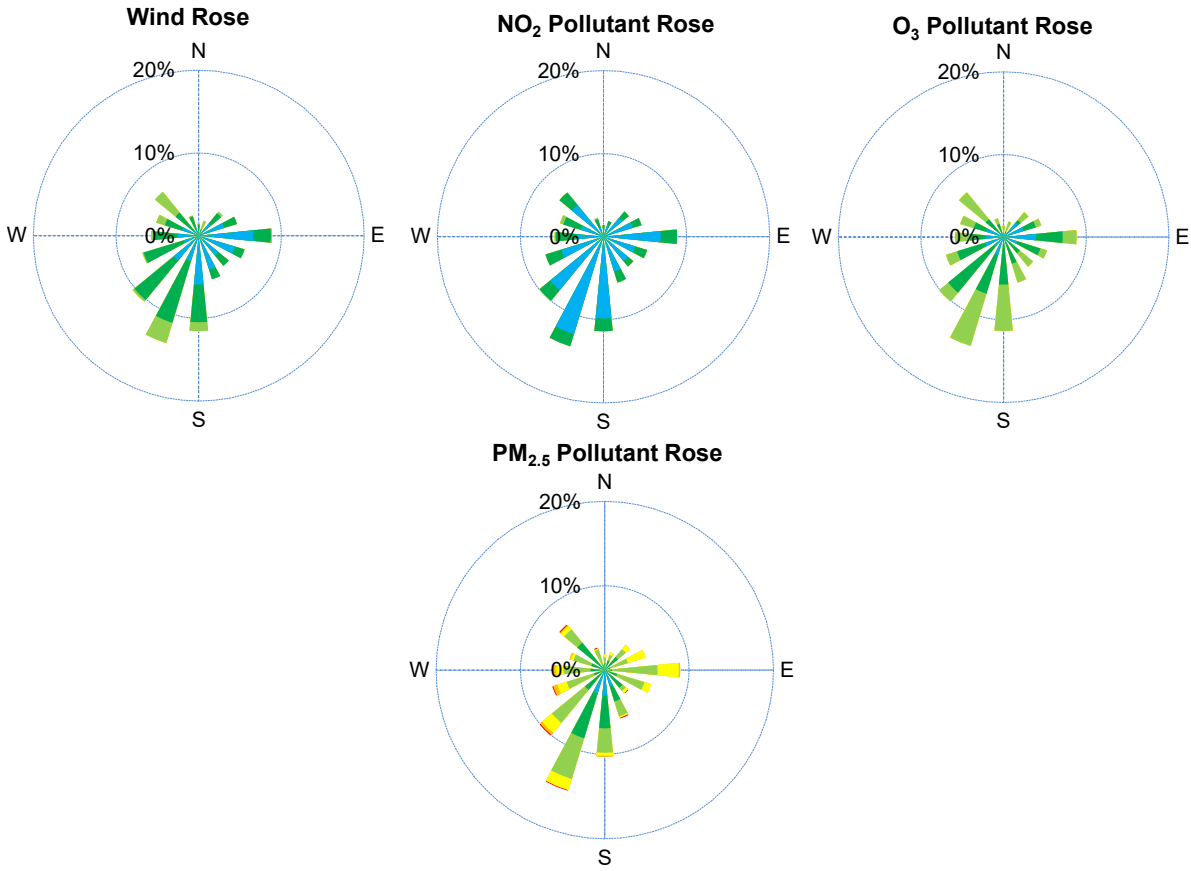 Wind Rose
N
20%
10%
W
0%
E
S
NO₂ Pollutant Rose
N
20%
10%
W
0%
E
S
O₃ Pollutant Rose
N
20%
10%
W
0%
E
S
PM₂.₅ Pollutant Rose
N
20%
10%
W
0%
E
S